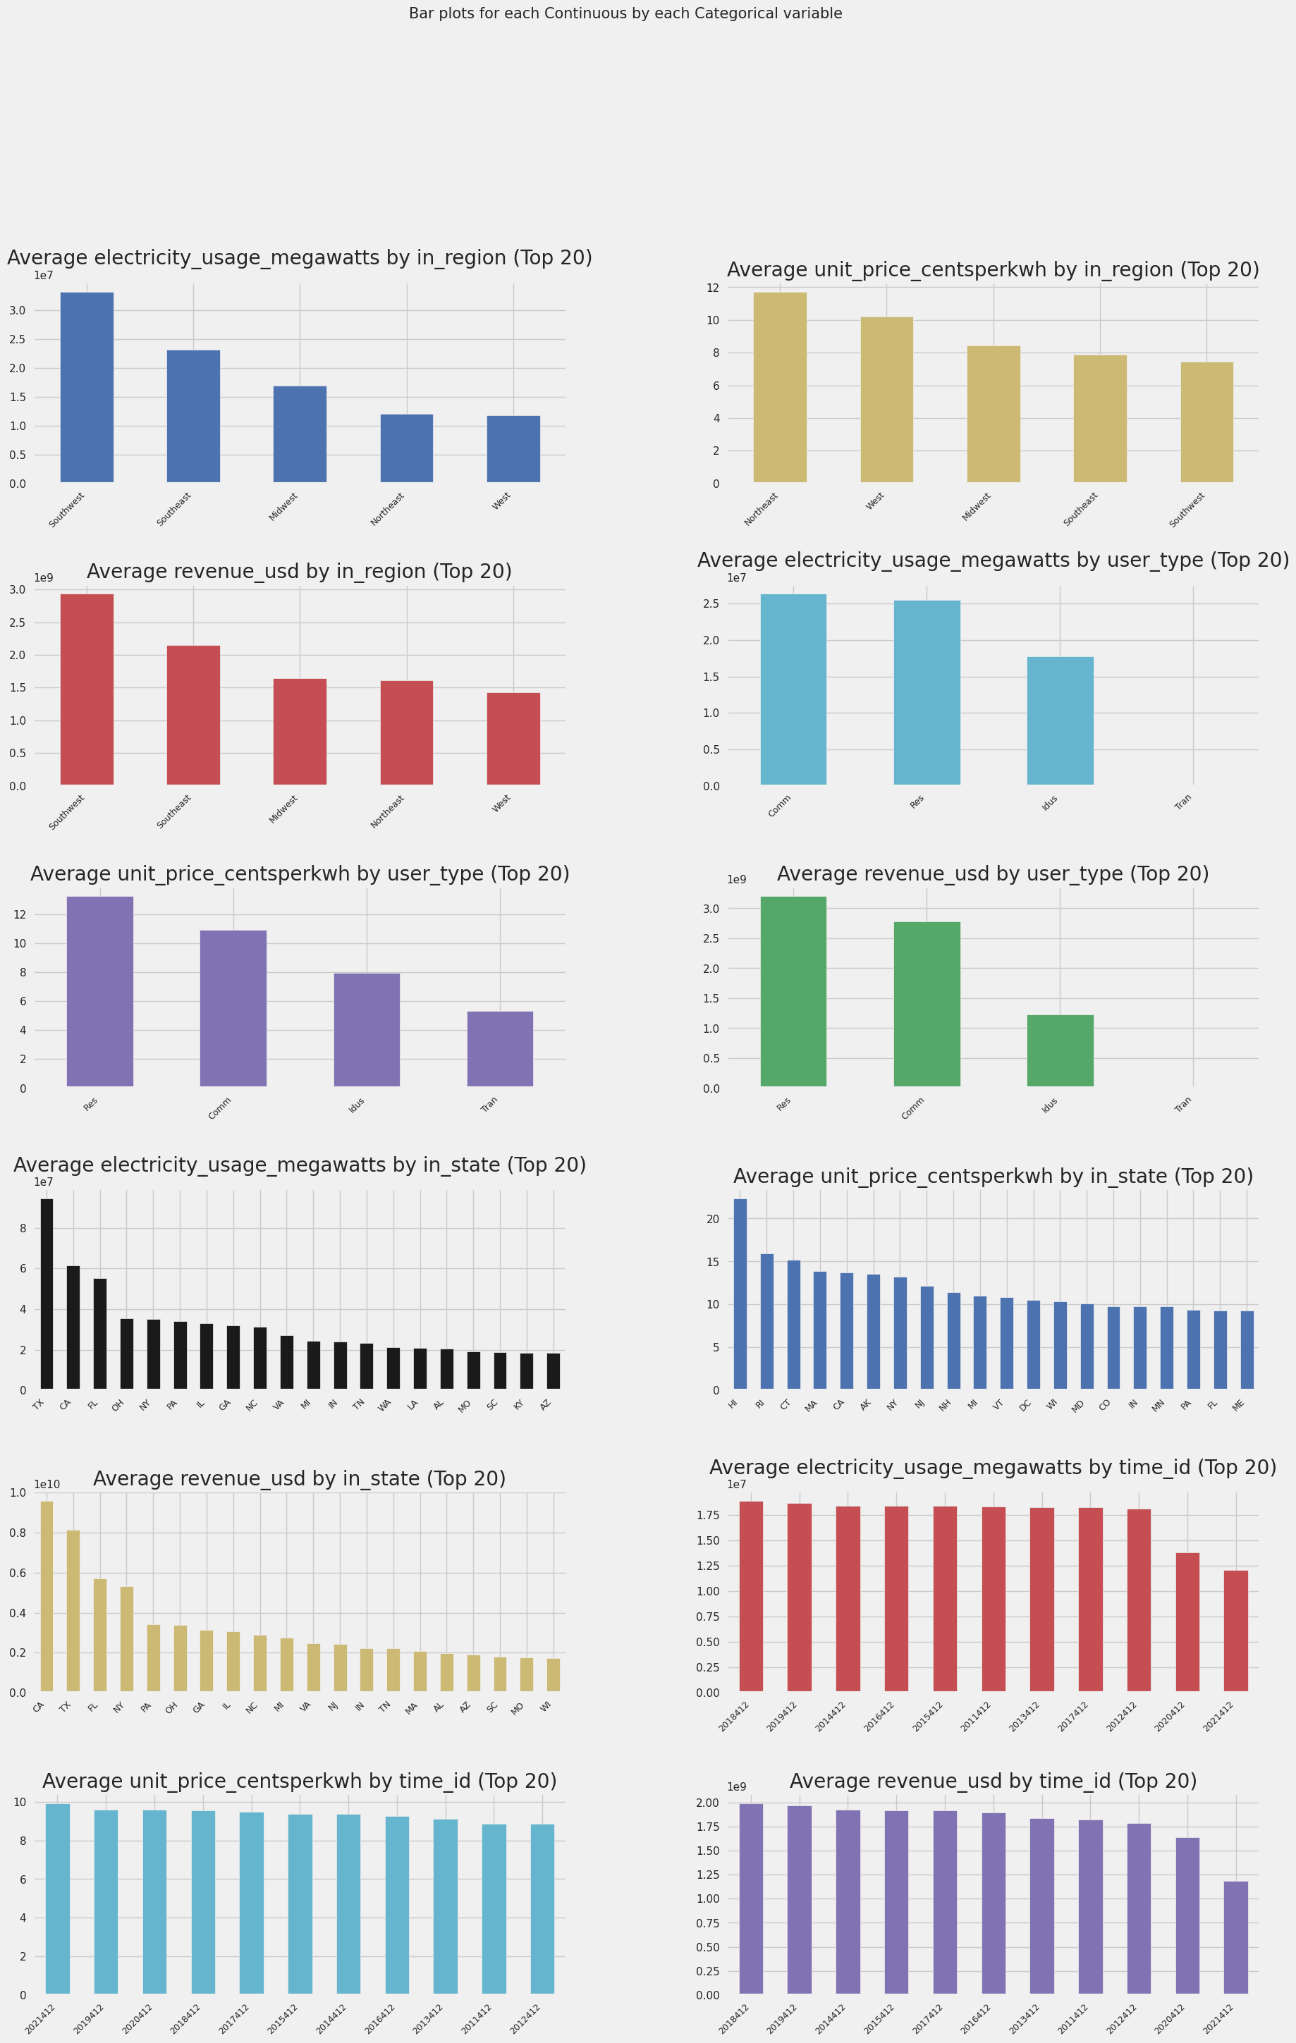 Bar plots for each Continuous by each Categorical variable
Average electricity_usage_megawatts by in_region (Top 20)
1e7
3.0
2.5
2.0
1.5
1.0
0.5
0.0
Southwest
Southeast
Midwest
Northeast
West
Average unit_price_centsperkwh by in_region (Top 20)
12
10
8
6
4
2
0
Northeast
West
Midwest
Southeast
Southwest
Average revenue_usd by in_region (Top 20)
1e9
3.0
2.5
2.0
1.5
1.0
0.5
0.0
Southwest
Southeast
Midwest
Northeast
West
Average electricity_usage_megawatts by user_type (Top 20)
1e7
2.5
2.0
1.5
1.0
0.5
0.0
Comm
Res
Idus
Tran
Average unit_price_centsperkwh by user_type (Top 20)
12
10
8
6
4
2
0
Res
Comm
Idus
Tran
Average revenue_usd by user_type (Top 20)
1e9
3.0
2.5
2.0
1.5
1.0
0.5
0.0
Res
Comm
Idus
Tran
Average electricity_usage_megawatts by in_state (Top 20)
1e7
8
6
4
2
0
TX
CA
FL
OH
NY
PA
IL
GA
NC
VA
MI
IN
TN
WA
LA
AL
MO
SC
KY
AZ
Average unit_price_centsperkwh by in_state (Top 20)
20
15
10
5
0
HI
RI
CT
MA
CA
AK
NY
NJ
NH
MI
VT
DC
WI
MD
CO
IN
MN
PA
FL
ME
Average revenue_usd by in_state (Top 20)
1e10
1.0
0.8
0.6
0.4
0.2
0.0
CA
TX
FL
NY
PA
OH
GA
IL
NC
MI
VA
NJ
IN
TN
MA
AL
AZ
SC
MO
WI
Average electricity_usage_megawatts by time_id (Top 20)
1e7
1.75
1.50
1.25
1.00
0.75
0.50
0.25
0.00
2018412
2019412
2014412
2016412
2015412
2011412
2013412
2017412
2012412
2020412
2021412
Average unit_price_centsperkwh by time_id (Top 20)
10
8
6
4
2
0
2021412
2019412
2020412
2018412
2017412
2015412
2014412
2016412
2013412
2011412
2012412
Average revenue_usd by time_id (Top 20)
1e9
2.00
1.75
1.50
1.25
1.00
0.75
0.50
0.25
0.00
2018412
2019412
2014412
2015412
2017412
2016412
2013412
2011412
2012412
2020412
2021412